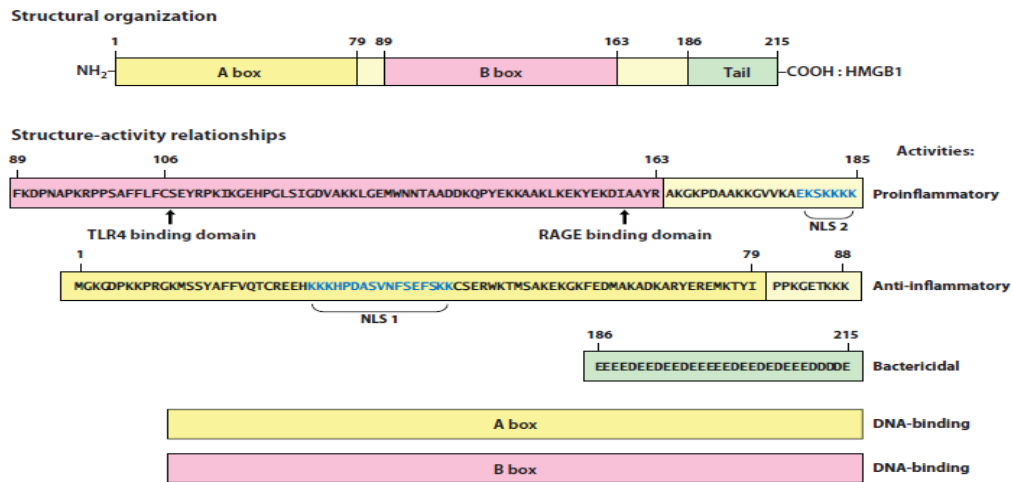 Structural organization
1 79 89 163 186 215
NH2 A box B box Tail COOH : HMGB1
Structure-activity relationships
Activities:
89 106 163 185
FKDPNAPKRPPSAFFLFCSEYRPKIKGEHPGLSIGDVAKKLGEMWNNTAADDKQPYEKKAAKLKEKYEKDIAAYR AKGKPDAAKKGVVKAEKSKKKK Proinflammatory
NLS 2
TLR4 binding domain RAGE binding domain
1 79 88
MGKGDPKKPRGKMSSYAFFVQTCREEHKKKHPDASVNFSEFSKKCSERWKTMSAKEKGKFEDMAKADKARYEREMKTYI PPKGETKKK Anti-inflammatory
NLS 1
186 215
EEEEDEEDEEDEEEEEEDEEDEDEEEDDDDE Bactericidal
A box DNA-binding
B box DNA-binding